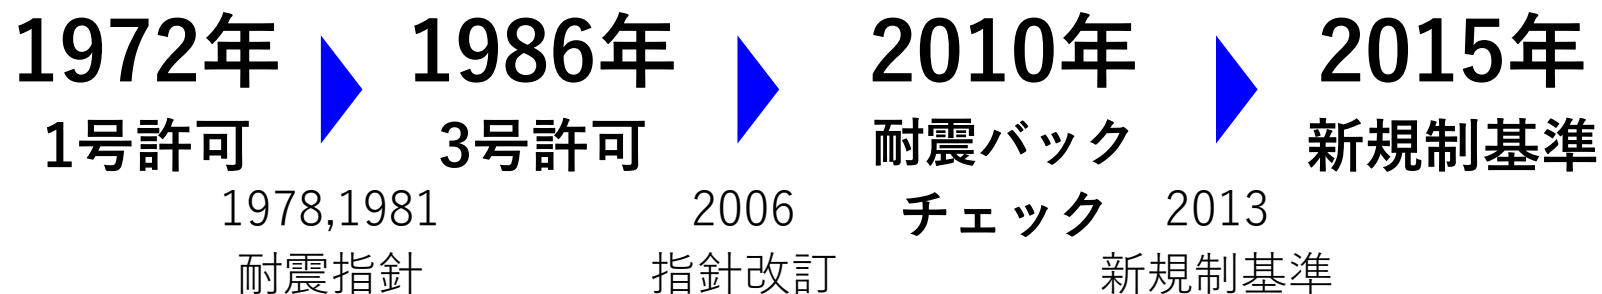 1972年
1号許可
1978,1981
耐震指針
1986年
3号許可
2006
指針改訂
2010年
耐震バック
チェック
2013
新規制基準
2015年
新規制基準